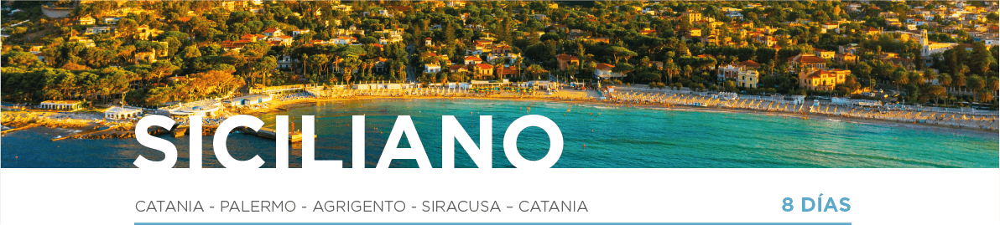 SICILIANO
CATANIA - PALERMO - AGRIGENTO - SIRACUSA – CATANIA
8 DÍAS